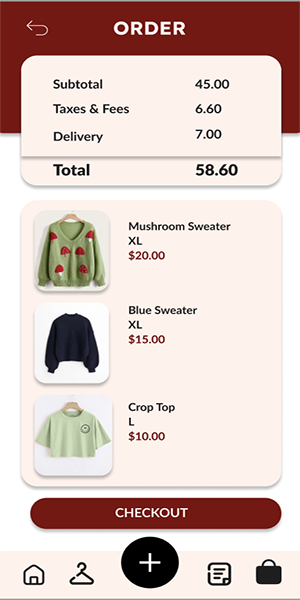 ORDER
Subtotal 45.00
Taxes & Fees 6.60
Delivery 7.00
Total 58.60
Mushroom Sweater
XL
$20.00
Blue Sweater
XL
$15.00
Crop Top
L
$10.00
CHECKOUT